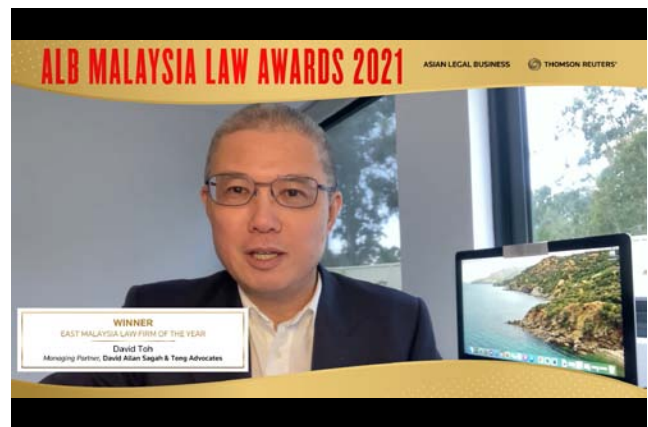 ALB MALAYSIA LAW AWARDS 2021
ASIAN LEGAL BUSINESS
THOMSON REUTERS®
WINNER
EAST MALAYSIA LAW FIRM OF THE YEAR
David Toh
Managing Partner, David Allan Sagah & Teng Advocates